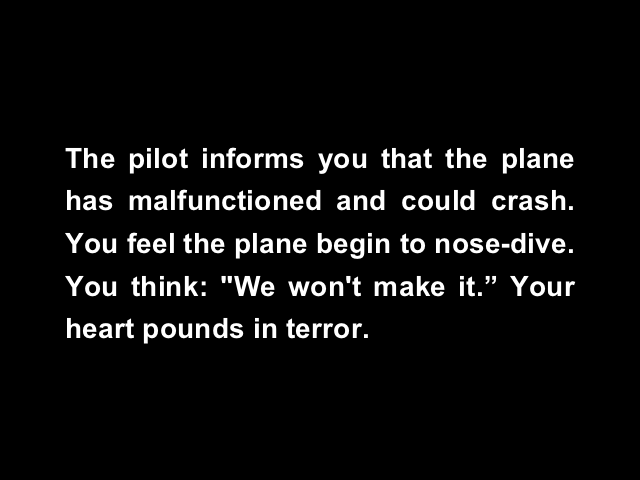 The pilot informs you that the plane
has malfunctioned and could crash.
You feel the plane begin to nose-dive.
You think: "We won't make it.” Your
heart pounds in terror.